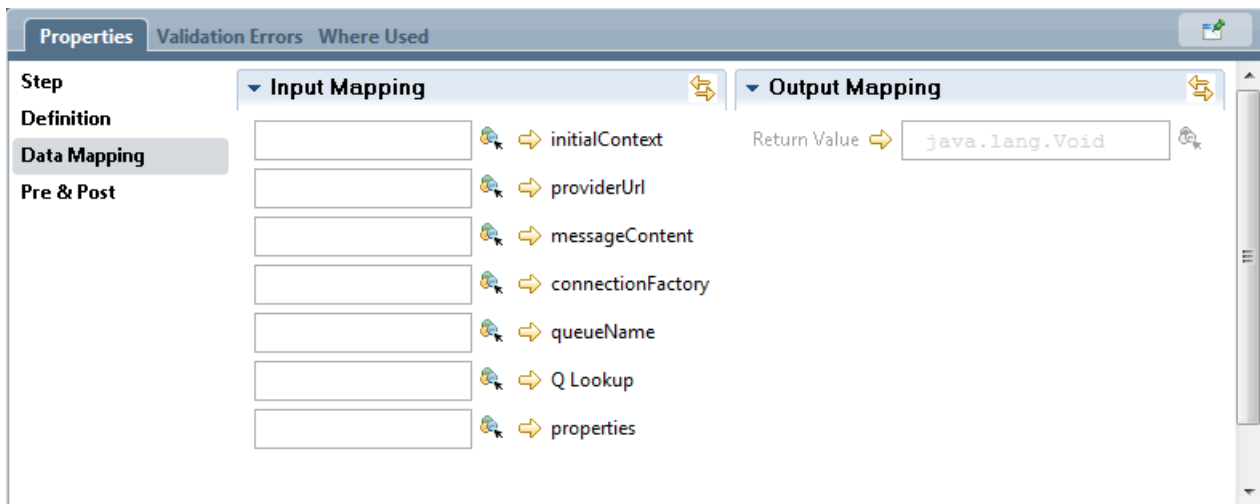 Properties Validation Errors Where Used
Step
Definition
Data Mapping
Pre & Post
Input Mapping
initialContext
providerUrl
messageContent
connectionFactory
queueName
Q Lookup
properties
Output Mapping
Return Value java.lang.Void